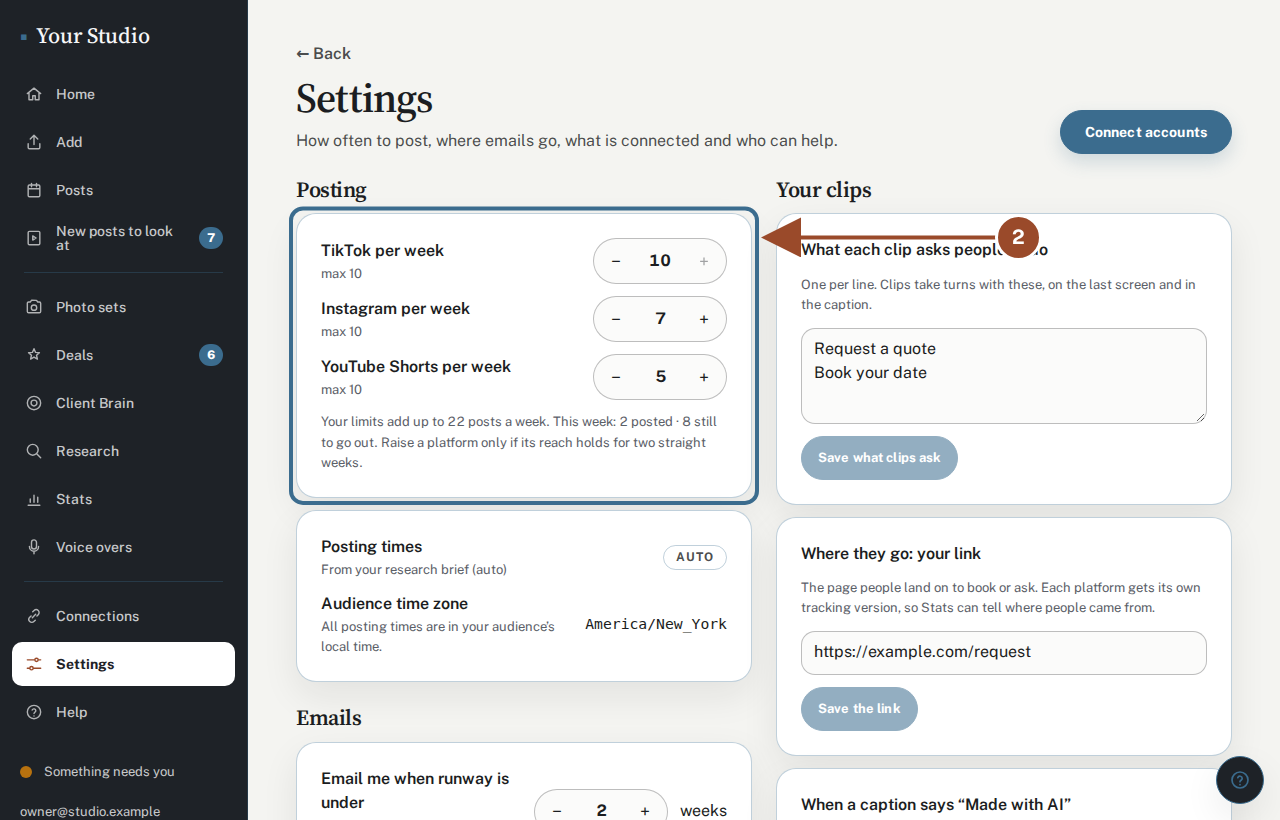 Your Studio
Home
Add
Posts
New posts to look at
7
Photo sets
Deals
6
Client Brain
Research
Stats
Voice overs
Connections
Settings
Help
Something needs you
owner@studio.example
← Back
Settings
How often to post, where emails go, what is connected and who can help.
Connect accounts
Posting
TikTok per week
max 10
− 10 +
Instagram per week
max 10
− 7 +
YouTube Shorts per week
max 10
− 5 +
Your limits add up to 22 posts a week. This week: 2 posted · 8 still
to go out. Raise a platform only if its reach holds for two straight
weeks.
Posting times
From your research brief (auto)
AUTO
Audience time zone
All posting times are in your audience's
local time.
America/New_York
Emails
Email me when runway is
under
− 2 + weeks
Your clips
2
What each clip asks people
One per line. Clips take turns with these, on the last screen and in
the caption.
Request a quote
Book your date
Save what clips ask
Where they go: your link
The page people land on to book or ask. Each platform gets its own
tracking version, so Stats can tell where people came from.
https://example.com/request
Save the link
When a caption says “Made with AI”